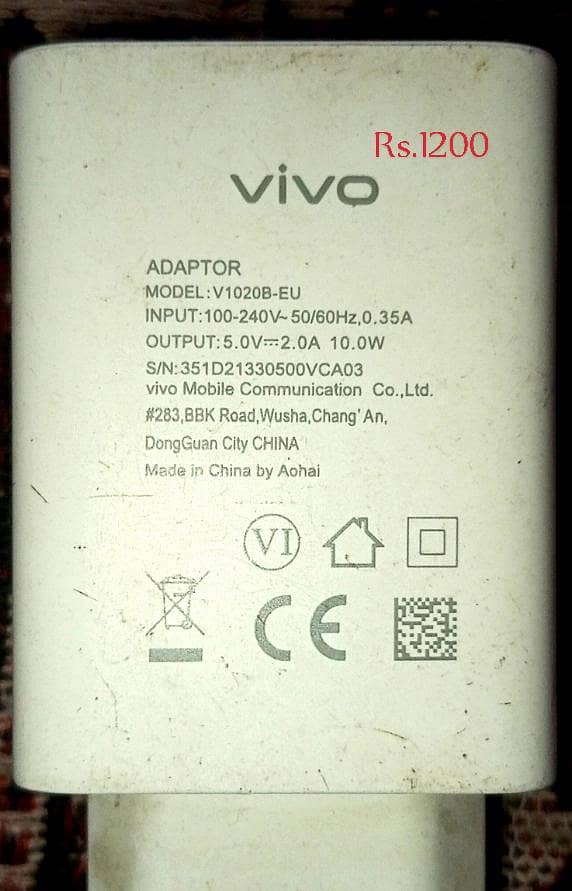 Rs.1200
vivo
ADAPTOR
MODEL:V1020B-EU
INPUT:100-240V~50/60Hz,0.35A
OUTPUT:5.0V⎓2.0A 10.0W
S/N:351D21330500VCA03
vivo Mobile Communication Co.,Ltd.
#283,BBK Road,Wusha,Chang'An,
DongGuan City CHINA
Made in China by Aohai
VI
CE